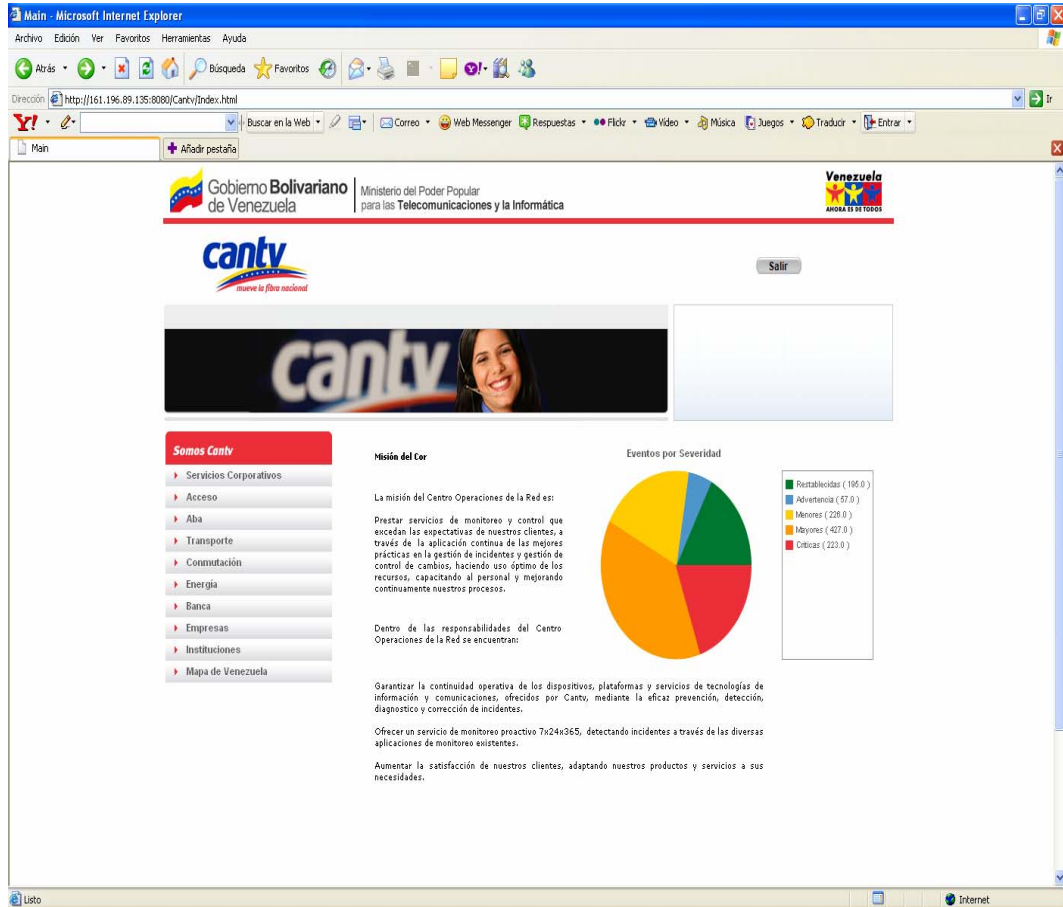 Main - Microsoft Internet Explorer
Archivo Edición Ver Favoritos Herramientas Ayuda
Atrás Búsqueda Favoritos
Dirección http://161.196.89.135:8080/Cantv/Index.html Ir
Y! Buscar en la Web Correo Web Messenger Respuestas Flickr Video Música Juegos Traducir Entrar
Main Añadir pestaña
Gobierno Bolivariano
de Venezuela
Ministerio del Poder Popular
para las Telecomunicaciones y la Informática
Venezuela
AHORA ES DE TODOS
cantv
mueve la fibra nacional
Salir
cantv
Somos Cantv
Servicios Corporativos
Acceso
Aba
Transporte
Conmutación
Energía
Banca
Empresas
Instituciones
Mapa de Venezuela
Misión del Cor
La misión del Centro Operaciones de la Red es:
Prestar servicios de monitoreo y control que
excedan las expectativas de nuestros clientes, a
través de la aplicación continua de las mejores
prácticas en la gestión de incidentes y gestión de
control de cambios, haciendo uso óptimo de los
recursos, capacitando al personal y mejorando
continuamente nuestros procesos.
Dentro de las responsabilidades del Centro
Operaciones de la Red se encuentran:
Eventos por Severidad
Restablecidas ( 195.0 )
Advertencia ( 57.0 )
Menores ( 226.0 )
Mayores ( 427.0 )
Criticas ( 223.0 )
Garantizar la continuidad operativa de los dispositivos, plataformas y servicios de tecnologías de
información y comunicaciones, ofrecidos por Cantv, mediante la eficaz prevención, detección,
diagnostico y corrección de incidentes.
Ofrecer un servicio de monitoreo proactivo 7x24x365, detectando incidentes a través de las diversas
aplicaciones de monitoreo existentes.
Aumentar la satisfacción de nuestros clientes, adaptando nuestros productos y servicios a sus
necesidades.
Listo Internet